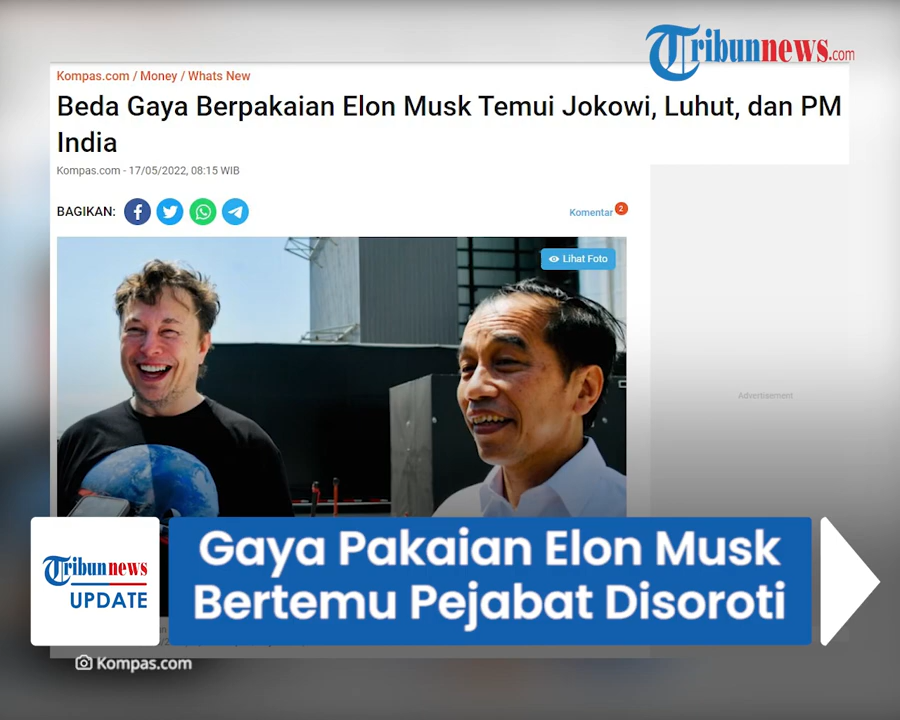 Tribunnews.com
Kompas.com / Money / Whats New
Beda Gaya Berpakaian Elon Musk Temui Jokowi, Luhut, dan PM
India
Kompas.com - 17/05/2022, 08:15 WIB
BAGIKAN:
Komentar 2
Lihat Foto
Advertisement
Gaya Pakaian Elon Musk
Bertemu Pejabat Disoroti
Tribunnews
UPDATE
Kompas.com